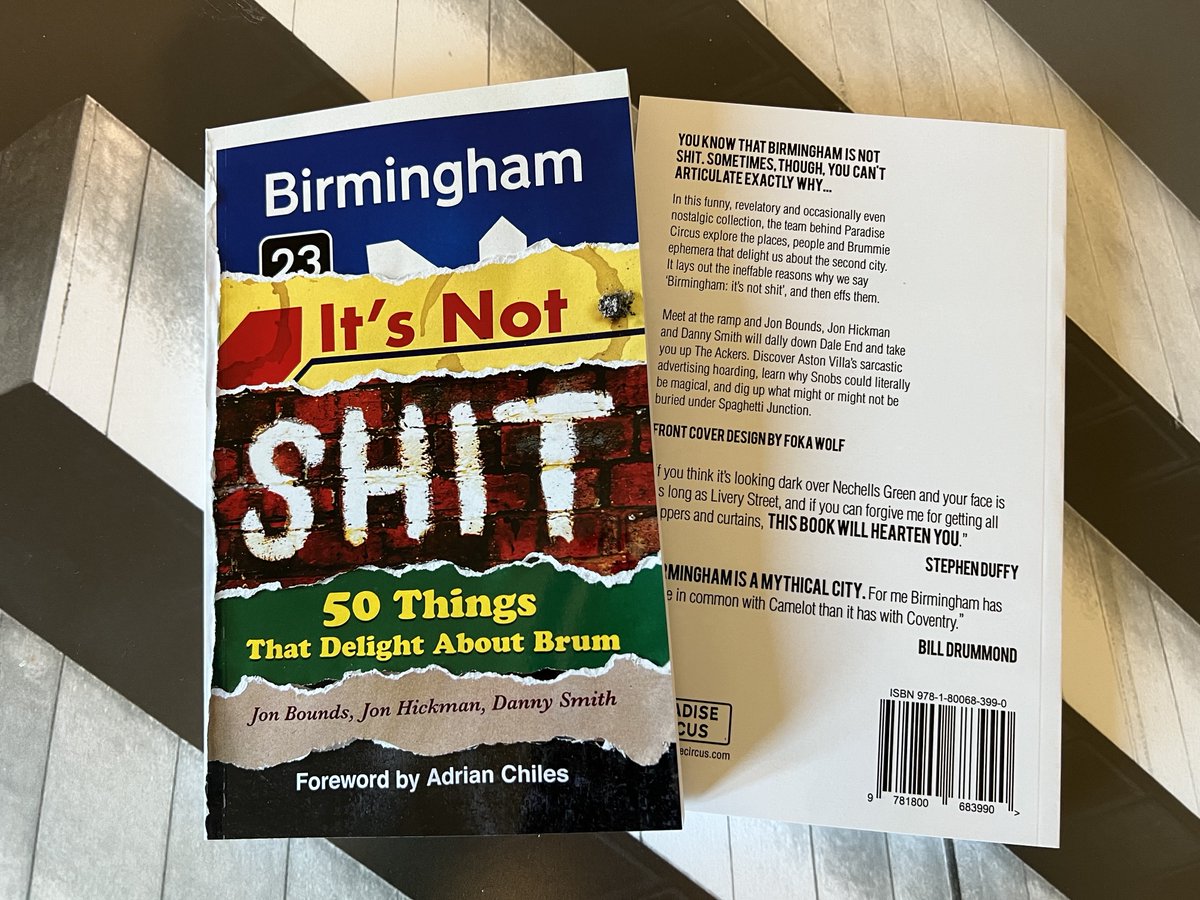 Birmingham
23
It's Not
SHIT
50 Things
That Delight About Brum
Jon Bounds, Jon Hickman, Danny Smith
Foreword by Adrian Chiles
YOU KNOW THAT BIRMINGHAM IS NOT
SHIT. SOMETIMES, THOUGH, YOU CAN'T
ARTICULATE EXACTLY WHY...
In this funny, revelatory and occasionally even
nostalgic collection, the team behind Paradise
Circus explore the places, people and Brummie
ephemera that delight us about the second city.
It lays out the ineffable reasons why we say
'Birmingham: it's not shit', and then effs them.
Meet at the ramp and Jon Bounds, Jon Hickman
and Danny Smith will dally down Dale End and take
you up The Ackers. Discover Aston Villa's sarcastic
advertising hoarding, learn why Snobs could literally
be magical, and dig up what might or might not be
buried under Spaghetti Junction.
FRONT COVER DESIGN BY FOKA WOLF
f you think it's looking dark over Nechells Green and your face is
s long as Livery Street, and if you can forgive me for getting all
ppers and curtains, THIS BOOK WILL HEARTEN YOU."
STEPHEN DUFFY
RMINGHAM IS A MYTHICAL CITY. For me Birmingham has
e in common with Camelot than it has with Coventry."
BILL DRUMMOND
ADISE
CUS
ecircus.com
ISBN 978-1-80068-399-0
9 781800 683990 >